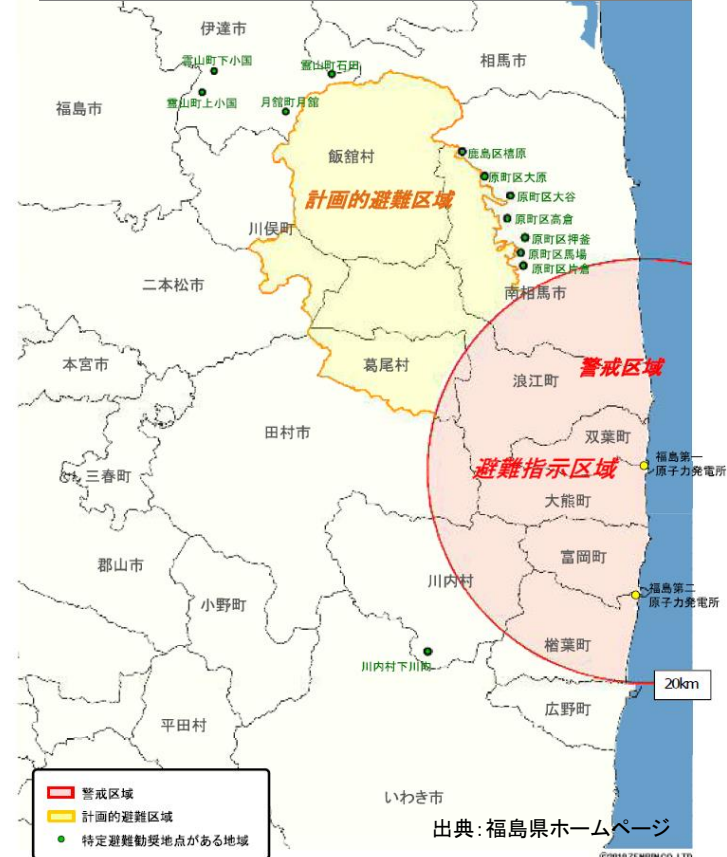 伊達市
相馬市
霊山町下小国
霊山町石田
霊山町上小国
月館町月館
福島市
飯舘村
鹿島区橲原
原町区大原
計画的避難区域
原町区大谷
原町区高倉
川俣町
原町区押釜
原町区馬場
原町区片倉
二本松市
南相馬市
本宮市
葛尾村
警戒区域
浪江町
田村市
双葉町
福島第一
原子力発電所
避難指示区域
三春町
大熊町
郡山市
富岡町
川内村
福島第二
原子力発電所
小野町
楢葉町
川内村下川内
20km
広野町
平田村
警戒区域
計画的避難区域
特定避難勧奨地点がある地域
いわき市
出典:福島県ホームページ
©2010 ZENRIN CO., LTD